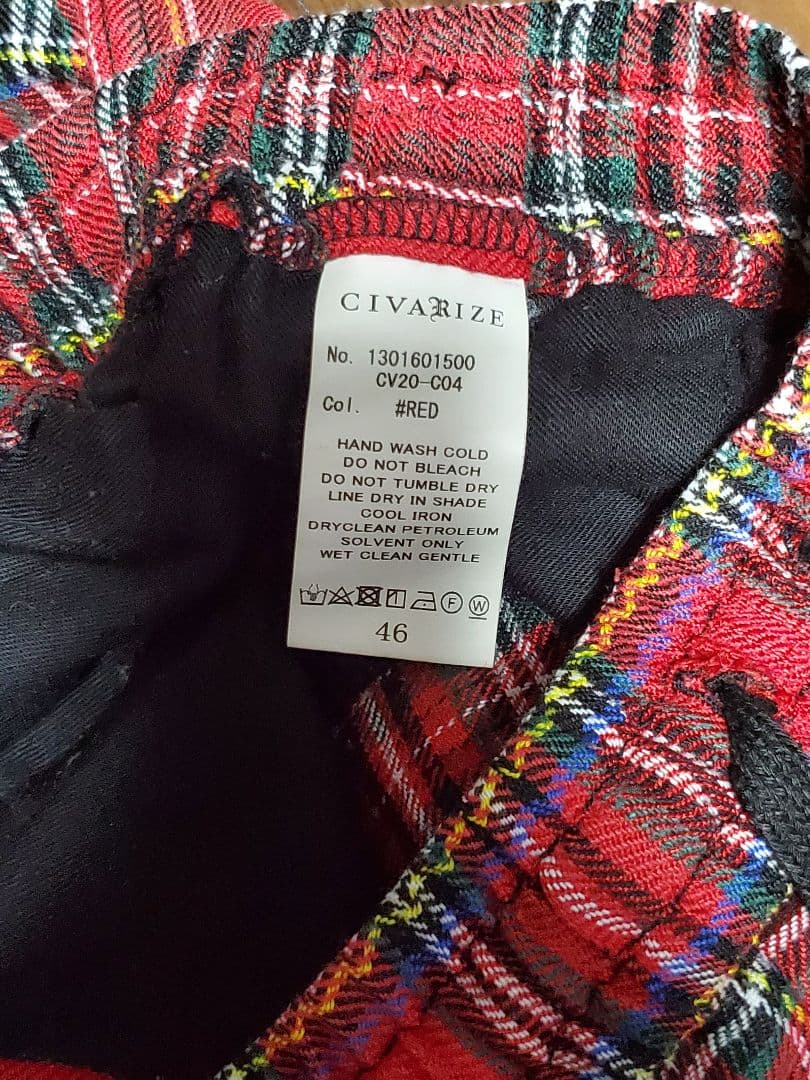 CIVARIZE
No. 1301601500
CV20-C04
Col. #RED
HAND WASH COLD
DO NOT BLEACH
DO NOT TUMBLE DRY
LINE DRY IN SHADE
COOL IRON
DRYCLEAN PETROLEUM
SOLVENT ONLY
WET CLEAN GENTLE
F W
46